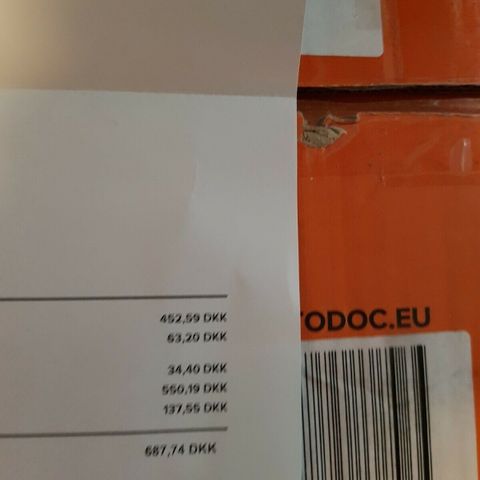 452,59 DKK
63,20 DKK
34,40 DKK
550,19 DKK
137,55 DKK
687,74 DKK
TODOC.EU